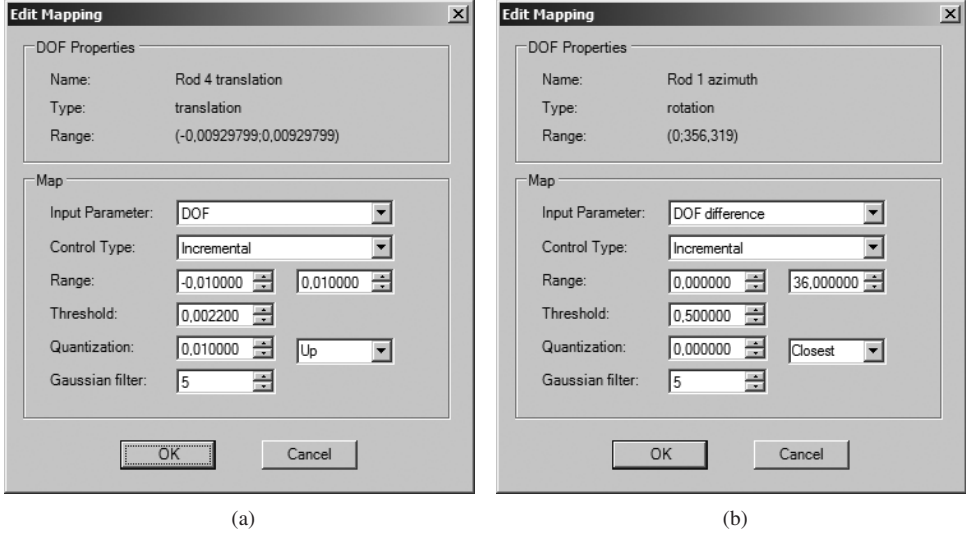 Edit Mapping
DOF Properties
Name: Rod 4 translation
Type: translation
Range: (-0,00929799;0,00929799)
Map
Input Parameter: DOF
Control Type: Incremental
Range: -0,010000 0,010000
Threshold: 0,002200
Quantization: 0,010000 Up
Gaussian filter: 5
OK Cancel
(a)
Edit Mapping
DOF Properties
Name: Rod 1 azimuth
Type: rotation
Range: (0;356,319)
Map
Input Parameter: DOF difference
Control Type: Incremental
Range: 0,000000 36,000000
Threshold: 0,500000
Quantization: 0,000000 Closest
Gaussian filter: 5
OK Cancel
(b)